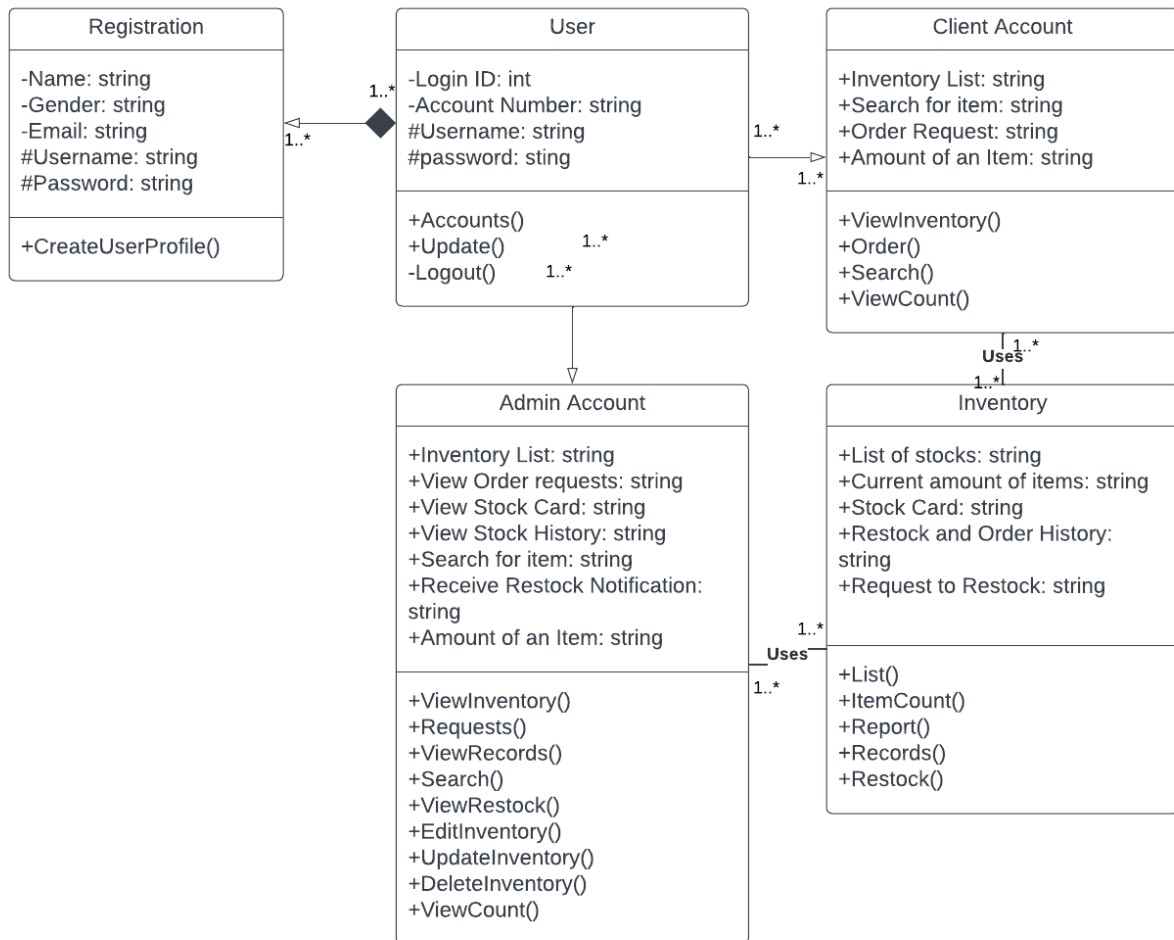 Registration
-Name: string
-Gender: string
-Email: string
#Username: string
#Password: string
+CreateUserProfile()
1..*
1..*
User
-Login ID: int
-Account Number: string
#Username: string
#password: sting
+Accounts()
+Update()
-Logout()
1..*
1..*
1..*
1..*
Client Account
+Inventory List: string
+Search for item: string
+Order Request: string
+Amount of an Item: string
+ViewInventory()
+Order()
+Search()
+ViewCount()
1..*
Uses
1..*
Admin Account
+Inventory List: string
+View Order requests: string
+View Stock Card: string
+View Stock History: string
+Search for item: string
+Receive Restock Notification:
string
+Amount of an Item: string
+ViewInventory()
+Requests()
+ViewRecords()
+Search()
+ViewRestock()
+EditInventory()
+UpdateInventory()
+DeleteInventory()
+ViewCount()
1..*
Uses
1..*
Inventory
+List of stocks: string
+Current amount of items: string
+Stock Card: string
+Restock and Order History:
string
+Request to Restock: string
+List()
+ItemCount()
+Report()
+Records()
+Restock()